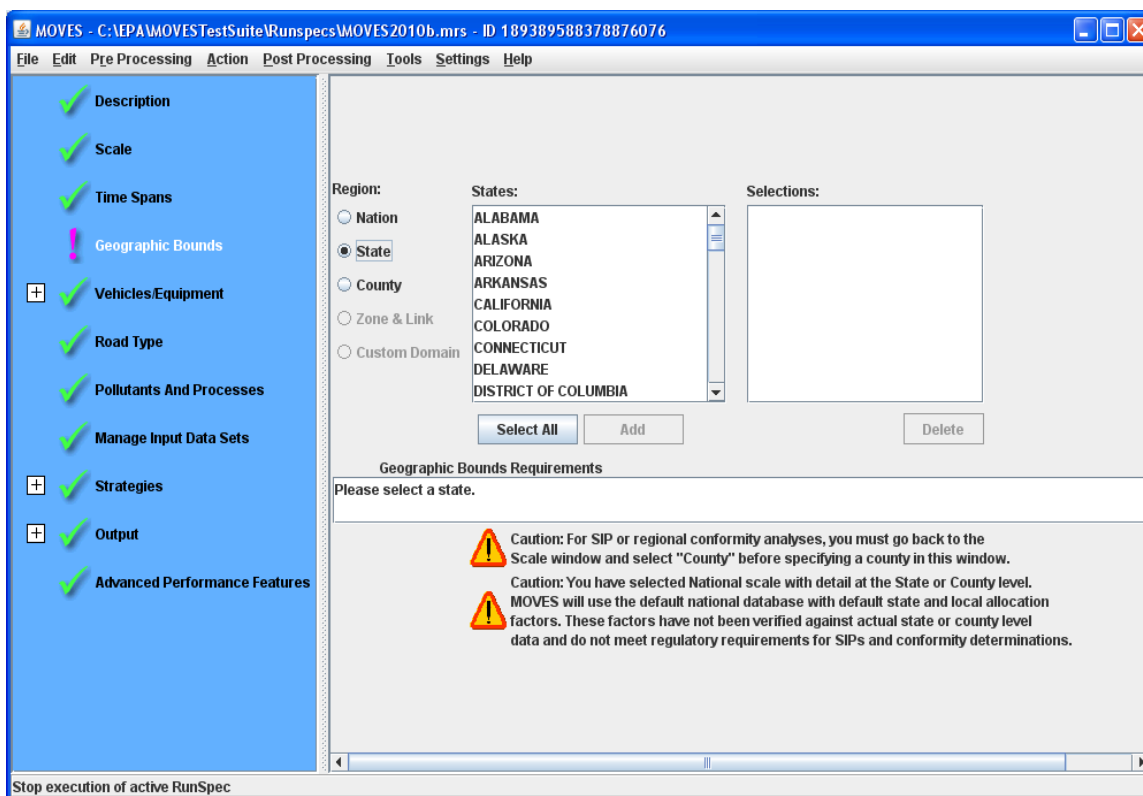 MOVES - C:\EPA\MOVESTestSuite\Runspecs\MOVES2010b.mrs - ID 189389588378876076
File Edit Pre Processing Action Post Processing Tools Settings Help
Description
Scale
Time Spans
Geographic Bounds
Vehicles/Equipment
Road Type
Pollutants And Processes
Manage Input Data Sets
Strategies
Output
Advanced Performance Features
Region:
Nation
State
County
Zone & Link
Custom Domain
States:
ALABAMA
ALASKA
ARIZONA
ARKANSAS
CALIFORNIA
COLORADO
CONNECTICUT
DELAWARE
DISTRICT OF COLUMBIA
Select All
Add
Selections:
Delete
Geographic Bounds Requirements
Please select a state.
Caution: For SIP or regional conformity analyses, you must go back to the
Scale window and select "County" before specifying a county in this window.
Caution: You have selected National scale with detail at the State or County level.
MOVES will use the default national database with default state and local allocation
factors. These factors have not been verified against actual state or county level
data and do not meet regulatory requirements for SIPs and conformity determinations.
Stop execution of active RunSpec